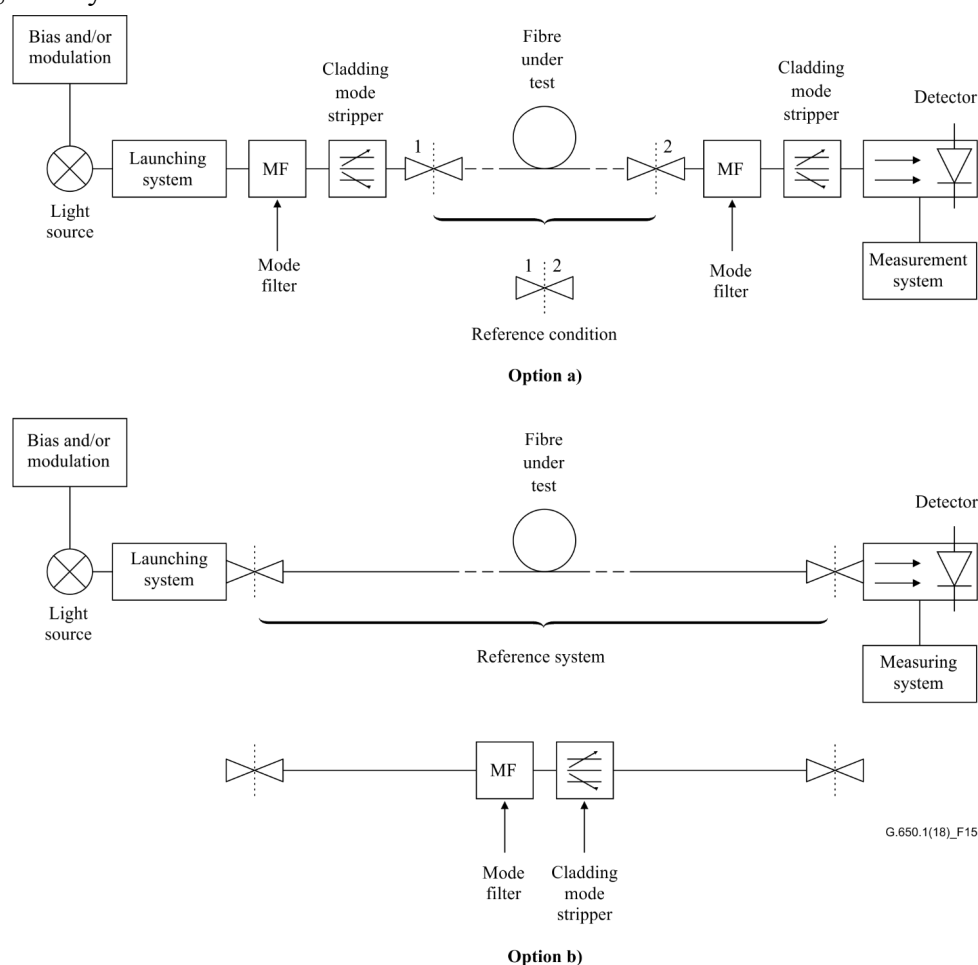 Bias and/or
modulation
Fibre
under
test
Cladding
mode
stripper
Cladding
mode
stripper
Detector
1
2
Launching
system
MF
MF
Light
source
Mode
filter
Mode
filter
Measurement
system
1 2
Reference condition
Option a)
Bias and/or
modulation
Fibre
under
test
Detector
Launching
system
Light
source
Reference system
Measuring
system
MF
G.650.1(18)_F15
Mode
filter
Cladding
mode
stripper
Option b)